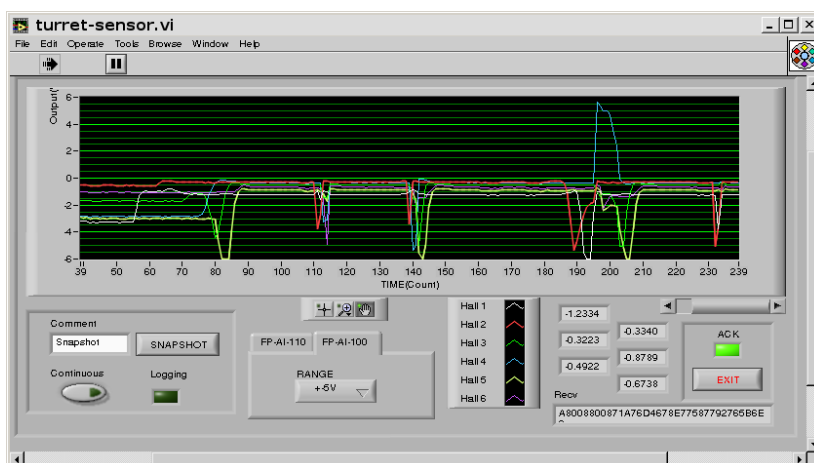 turret-sensor.vi
File Edit Operate Tools Browse Window Help
Output(
6
4
2
0
-2
-4
-6
39 50 60 70 80 90 100 110 120 130 140 150 160 170 180 190 200 210 220 230 239
TIME(Count)
Comment
Snapshot
SNAPSHOT
Continuous
Logging
FP-AI-110
FP-AI-100
RANGE
+-5V
Hall 1
Hall 2
Hall 3
Hall 4
Hall 5
Hall 6
-1.2334
-0.3223
-0.4922
-0.3340
-0.8789
-0.6738
ACK
EXIT
Recv
A8008800871A76D4678E77587792765B6E